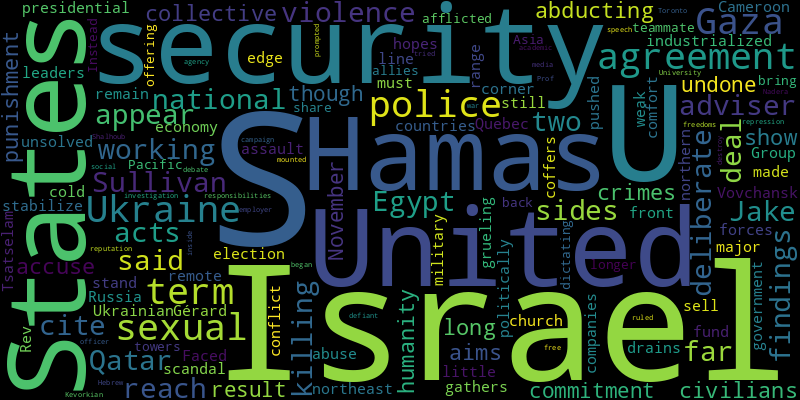 presidential
collective
violence
afflicted
abducting
Cameroon
Gaza
States
security
offering
Instead
edge
hopes
prompted
Asia
speech
teammate
Toronto
industrialized
agreement
punishment
leaders
agency
line
allies
tried
academic
media
Prof
University
must
range
corner
pushed
weak
comfort
undone
bring
remain
national
though
police
still
appear
share
countries
Quebec
two
adviser
economy
unsolved
working
assault
U
S
Hamas
coffers
northern
deliberate
deal
freedoms
repression
show
Group
made
Pacific
campaign
debate
mounted
Shalhoub
war
cold
Sullivan
social
investigation
responsibilities
Egypt
crimes
Vovchansk
Ukraine
employer
November
back
sides
front
Jake
stabilize
acts
reputation
inside
United
military
grueling
politically
dictating
longer
forces
major
findings
government
Tsatselam
said
election
accuse
stand
remote
began
Israel
Russia
term
conflict
killing
humanity
long
church
companies
sell
fund
Ukrainian
Gérard
defiant
ruled
free
Rev
cite
sexual
officer
towers
Faced
abuse
aims
little
drains
far
Qatar
scandal
Hebrew
Kevorkian
reach
result
northeast
gathers
commitment
civilians